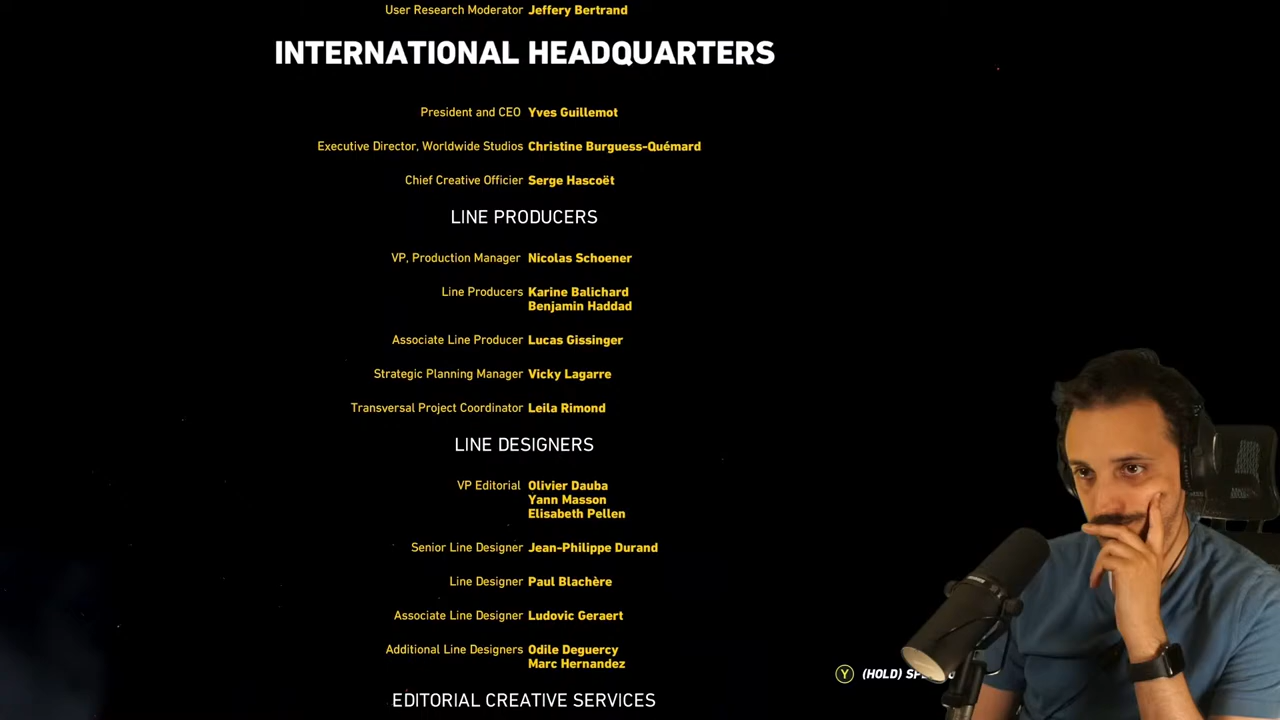 User Research Moderator Jeffery Bertrand
INTERNATIONAL HEADQUARTERS
President and CEO Yves Guillemot
Executive Director, Worldwide Studios Christine Burguess-Quémard
Chief Creative Officier Serge Hascoët
LINE PRODUCERS
VP, Production Manager Nicolas Schoener
Line Producers Karine Balichard
Benjamin Haddad
Associate Line Producer Lucas Gissinger
Strategic Planning Manager Vicky Lagarre
Transversal Project Coordinator Leila Rimond
LINE DESIGNERS
VP Editorial Olivier Dauba
Yann Masson
Elisabeth Pellen
Senior Line Designer Jean-Philippe Durand
Line Designer Paul Blachère
Associate Line Designer Ludovic Geraert
Additional Line Designers Odile Deguercy
Marc Hernandez
Y (HOLD)
EDITORIAL CREATIVE SERVICES